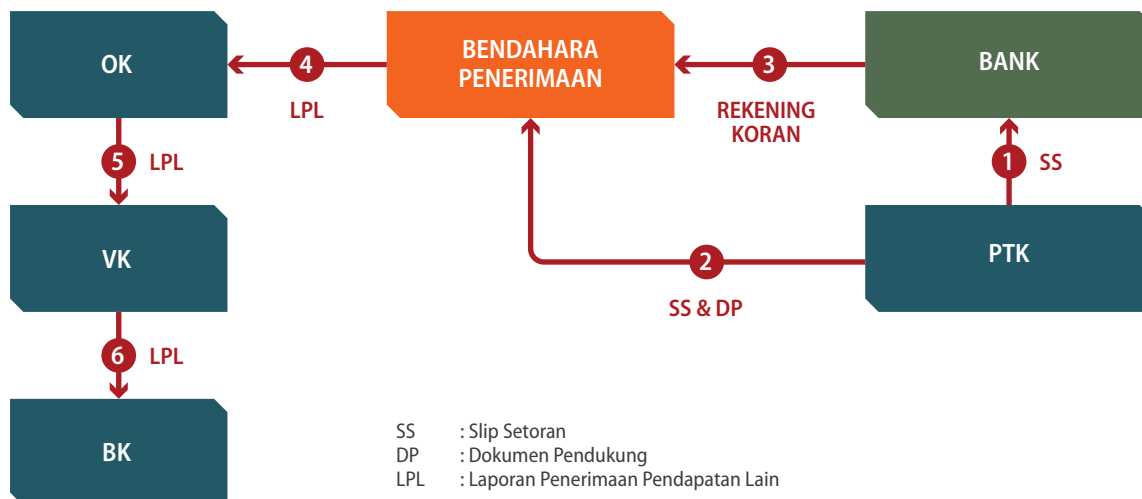 OK
4
LPL
BENDAHARA
PENERIMAAN
3
REKENING
KORAN
BANK
5 LPL
1 SS
VK
2
SS & DP
PTK
6 LPL
BK
SS : Slip Setoran
DP : Dokumen Pendukung
LPL : Laporan Penerimaan Pendapatan Lain